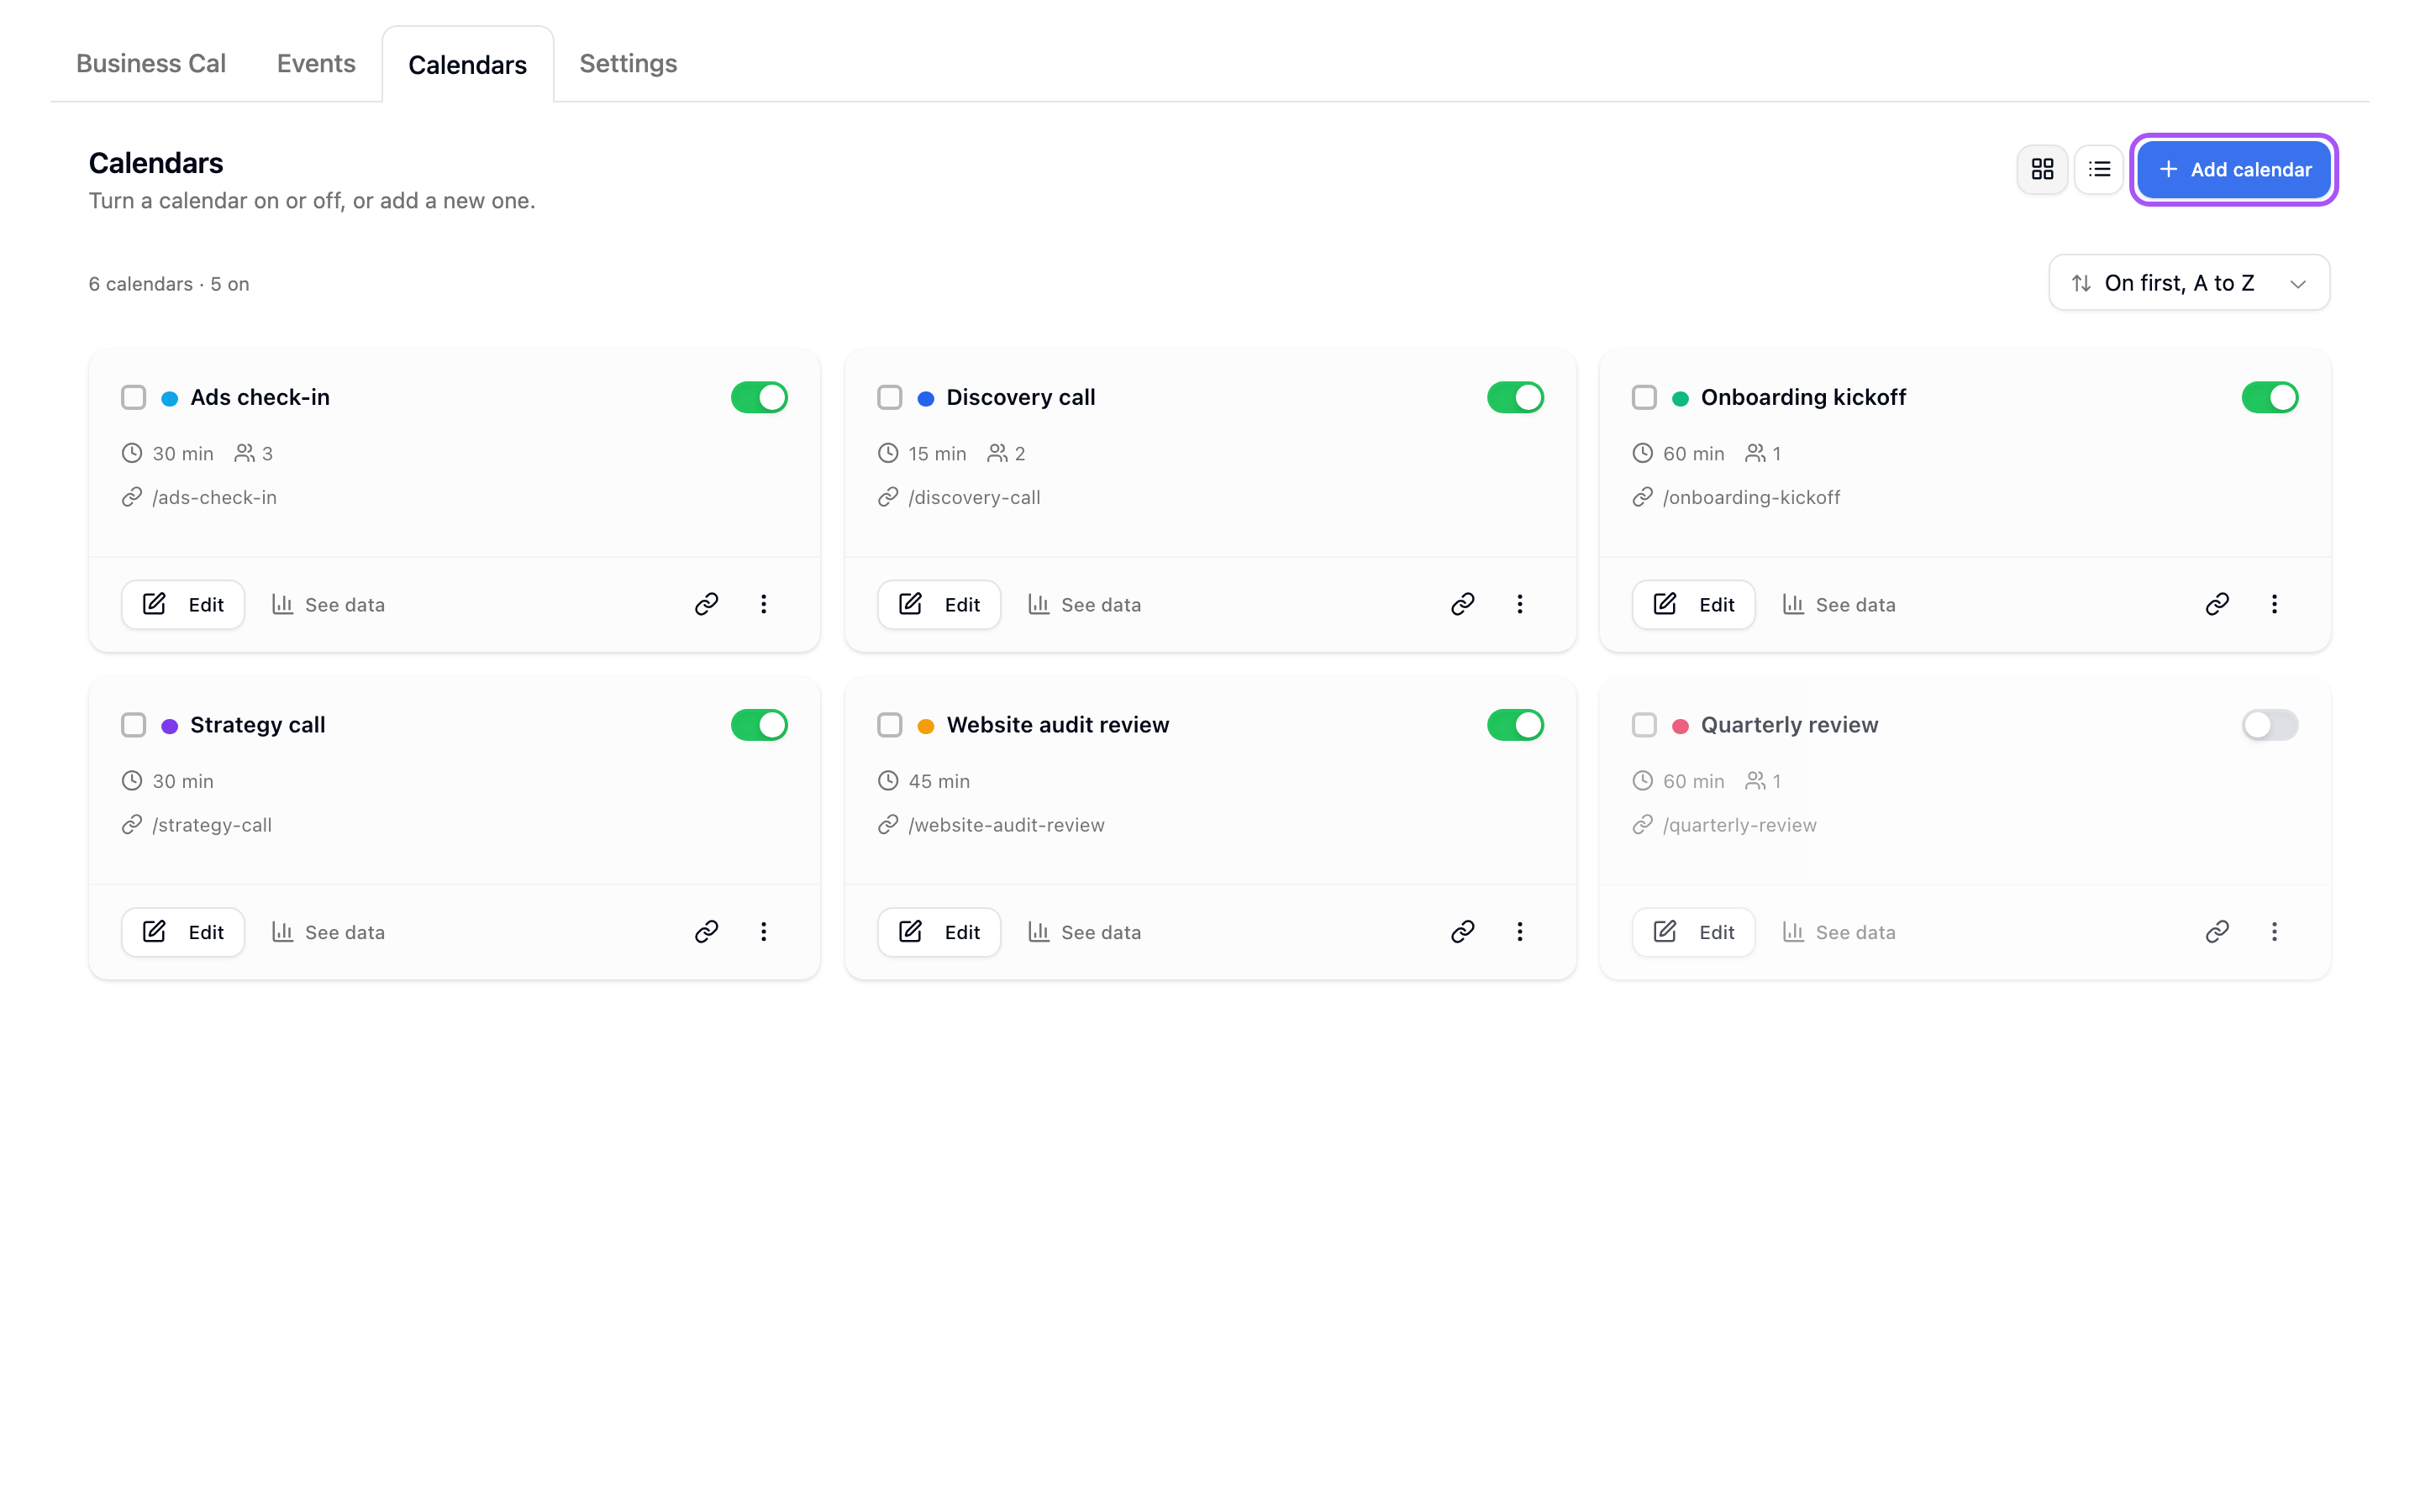 Business Cal Events Calendars Settings
Calendars
Turn a calendar on or off, or add a new one.
Add calendar
6 calendars · 5 on
On first, A to Z
Ads check-in
30 min 3
/ads-check-in
Edit See data
Discovery call
15 min 2
/discovery-call
Edit See data
Onboarding kickoff
60 min 1
/onboarding-kickoff
Edit See data
Strategy call
30 min
/strategy-call
Edit See data
Website audit review
45 min
/website-audit-review
Edit See data
Quarterly review
60 min 1
/quarterly-review
Edit See data